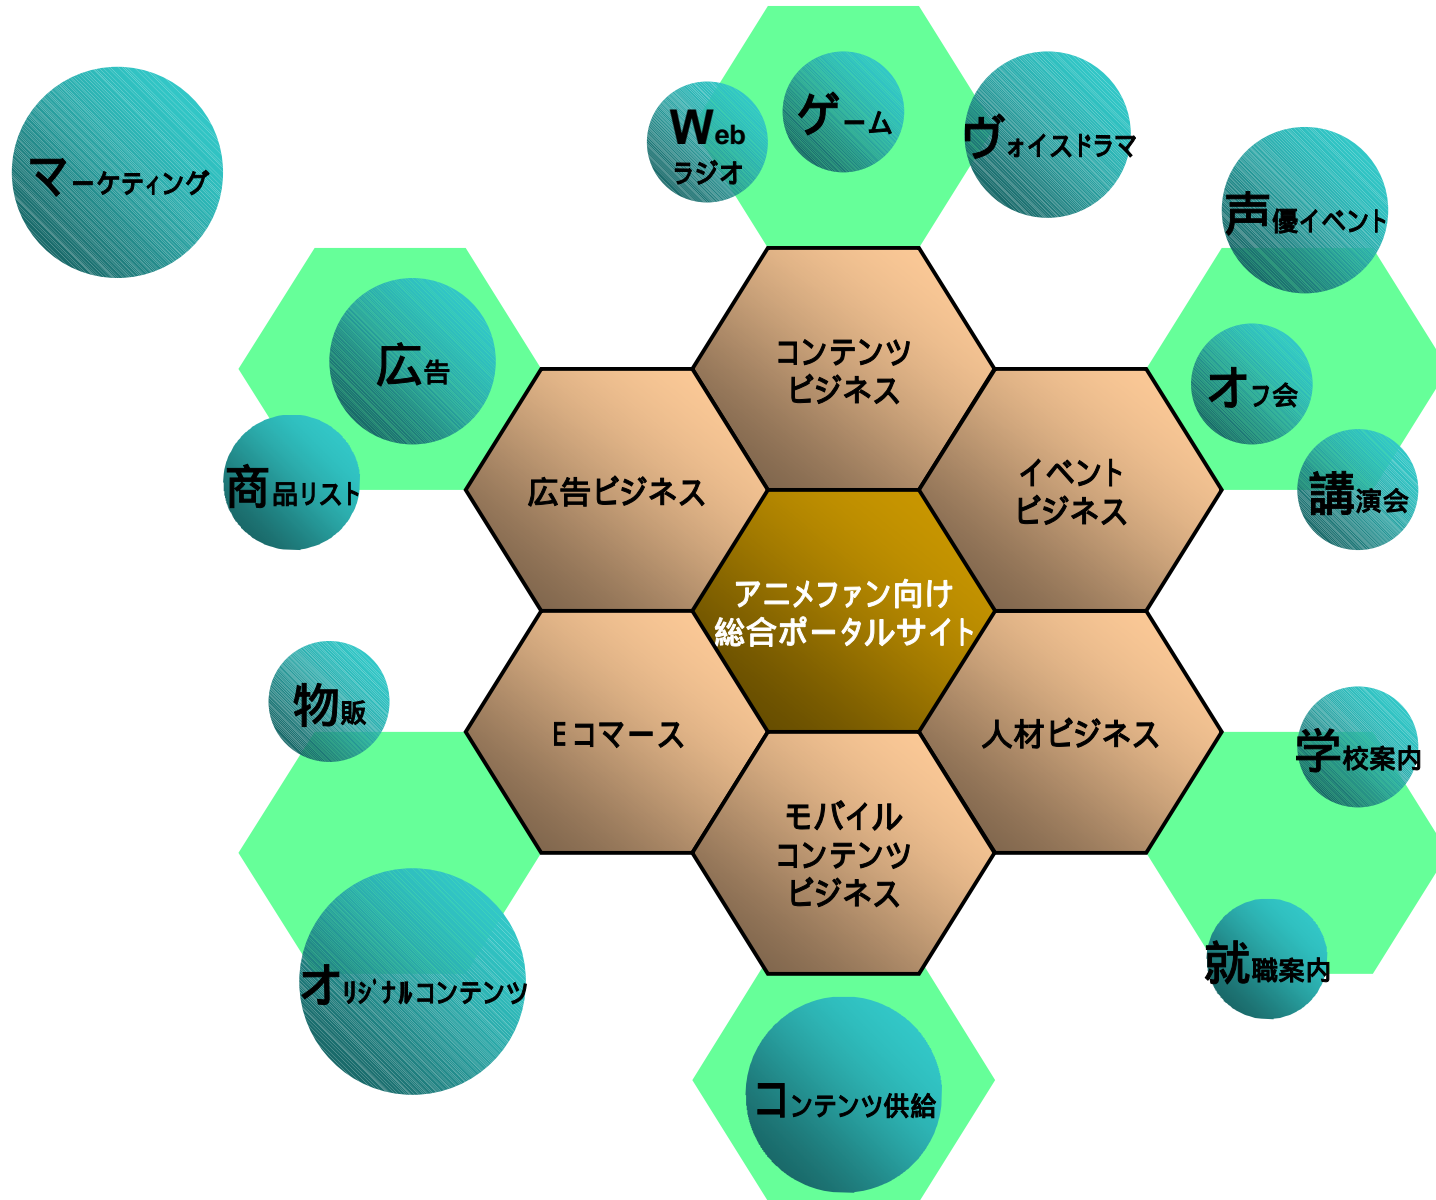 マーケティング
Web
ラジオ
ゲーム
ヴォイスドラマ
声優イベント
広告
商品リスト
コンテンツ
ビジネス
オフ会
講演会
広告ビジネス
イベント
ビジネス
アニメファン向け
総合ポータルサイト
物販
Eコマース
人材ビジネス
学校案内
モバイル
コンテンツ
ビジネス
オリジナルコンテンツ
就職案内
コンテンツ供給